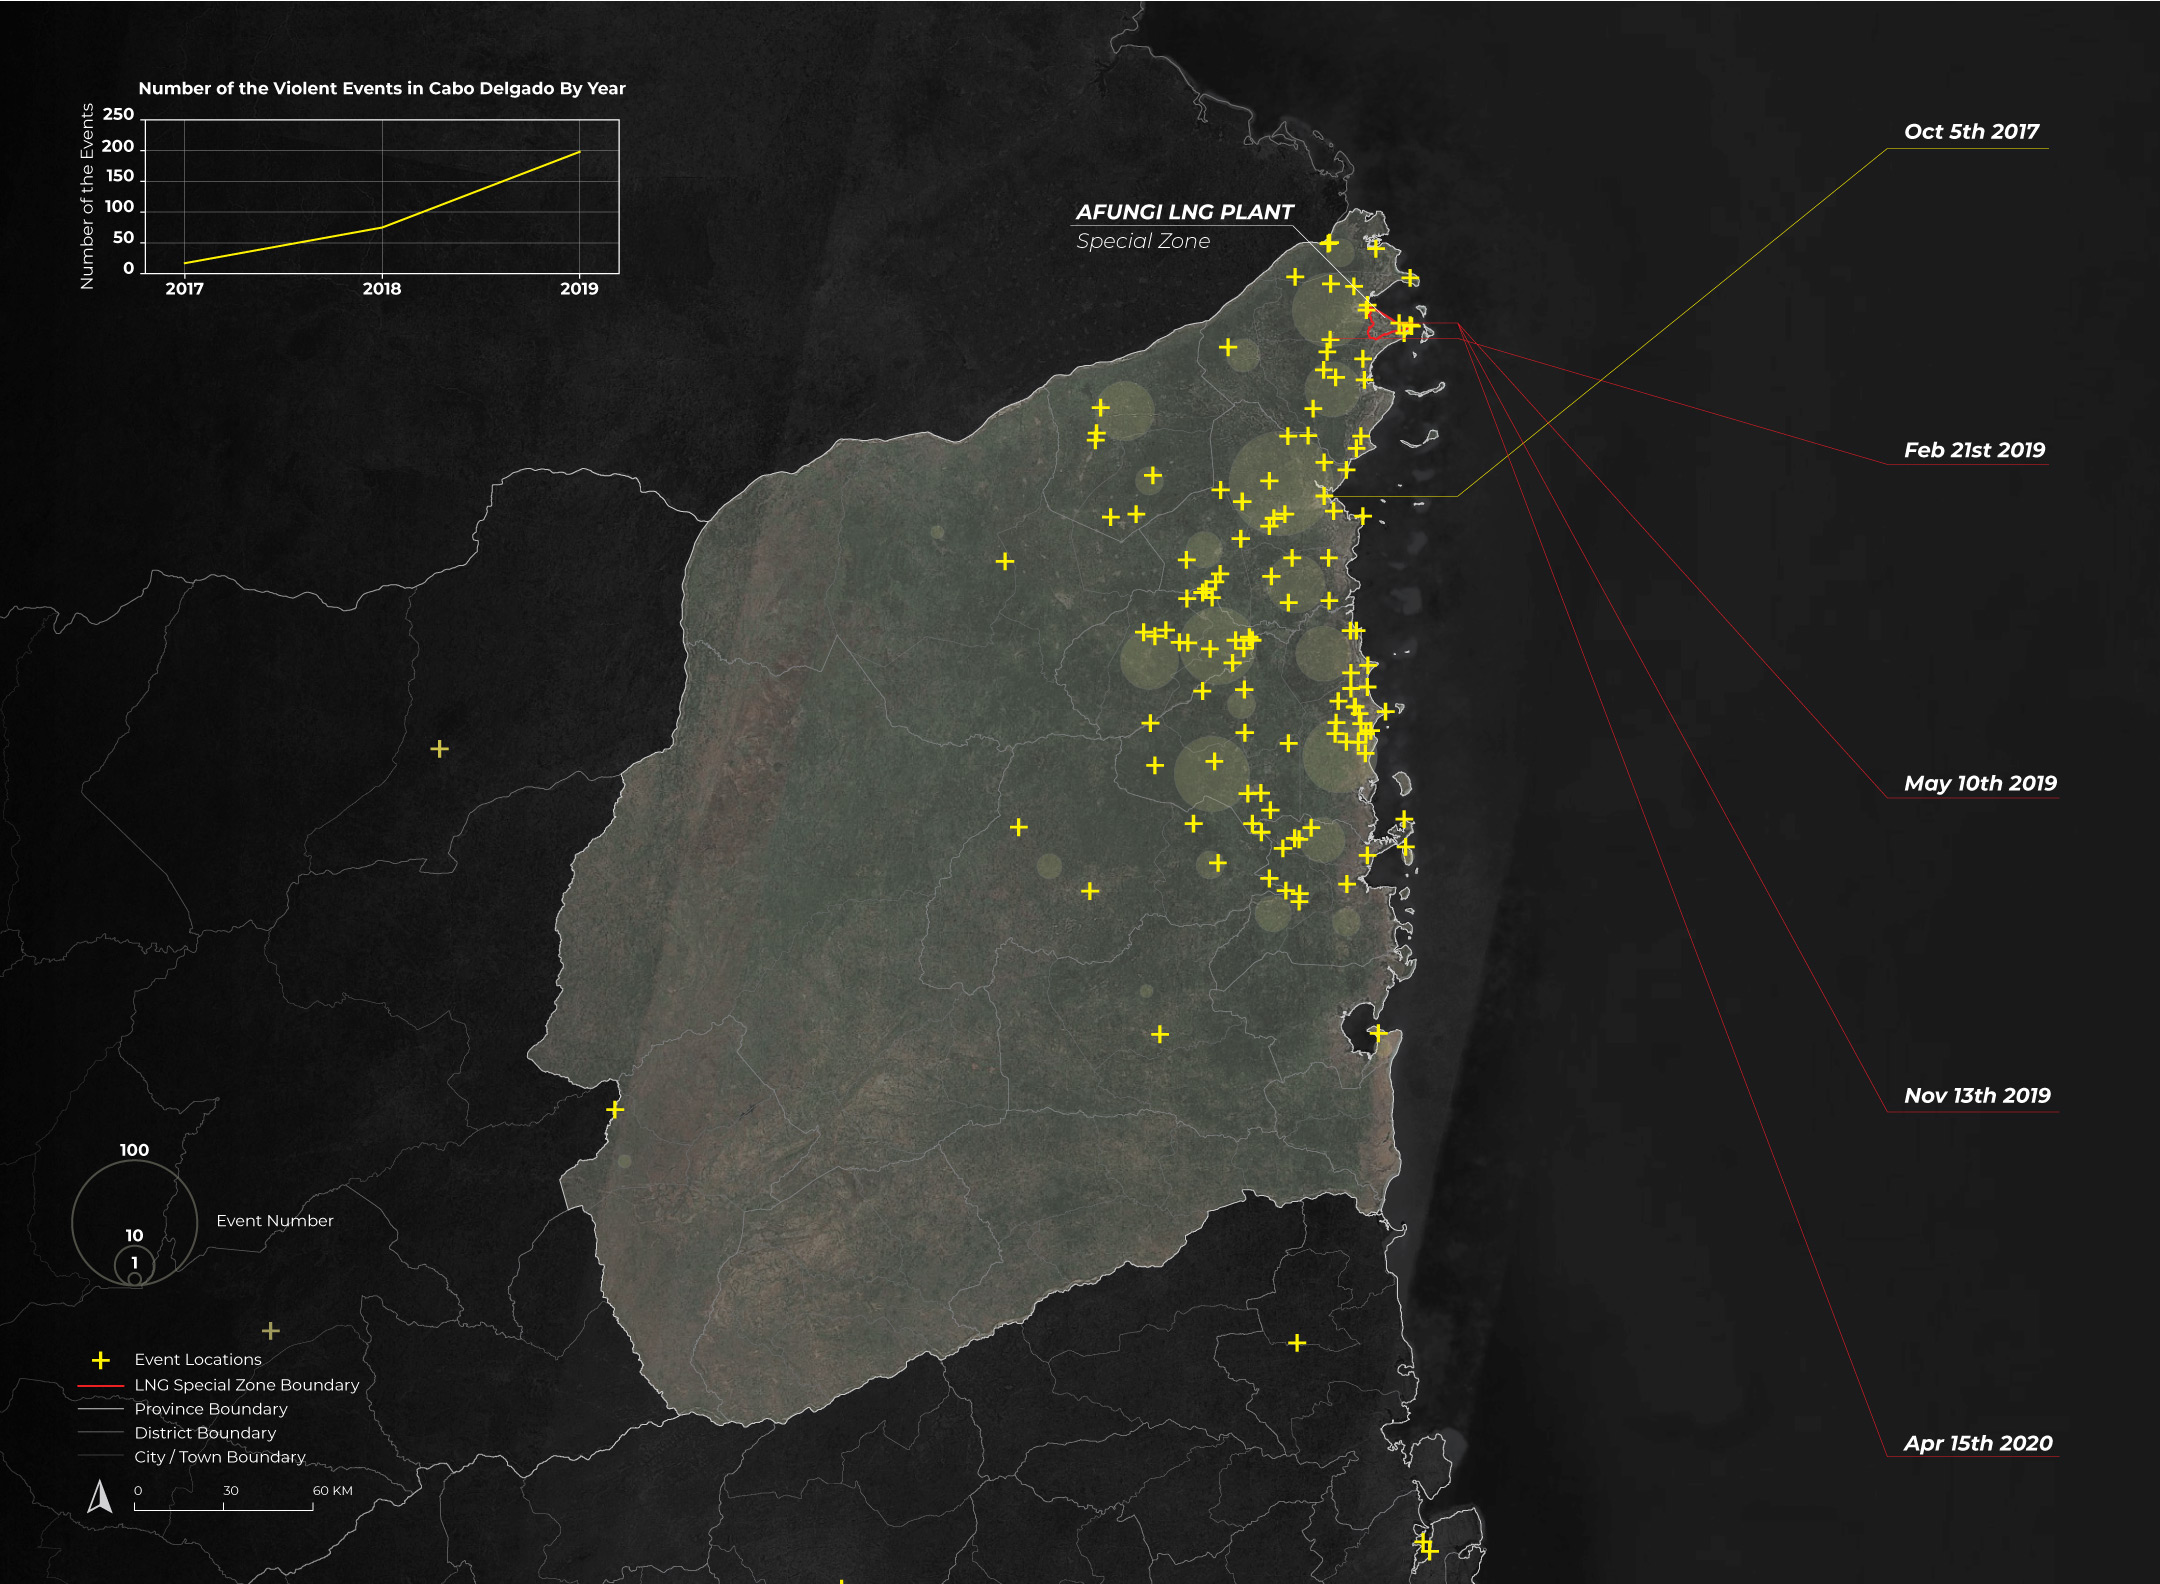 Number of the Violent Events in Cabo Delgado By Year
Number of the Events
250
200
150
100
50
0
2017 2018 2019
AFUNGI LNG PLANT
Special Zone
Oct 5th 2017
Feb 21st 2019
May 10th 2019
Nov 13th 2019
Apr 15th 2020
100
10
1
Event Number
Event Locations
LNG Special Zone Boundary
Province Boundary
District Boundary
City / Town Boundary
0 30 60 KM